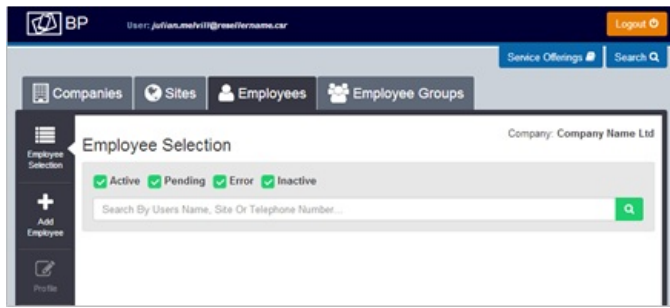 BP User: julian.melvill@resellername.csr Logout
Service Offerings Search
Companies Sites Employees Employee Groups
Employee Selection
Company: Company Name Ltd
Employee Selection
Active Pending Error Inactive
Search By Users Name, Site Or Telephone Number...
Add Employee
Profile